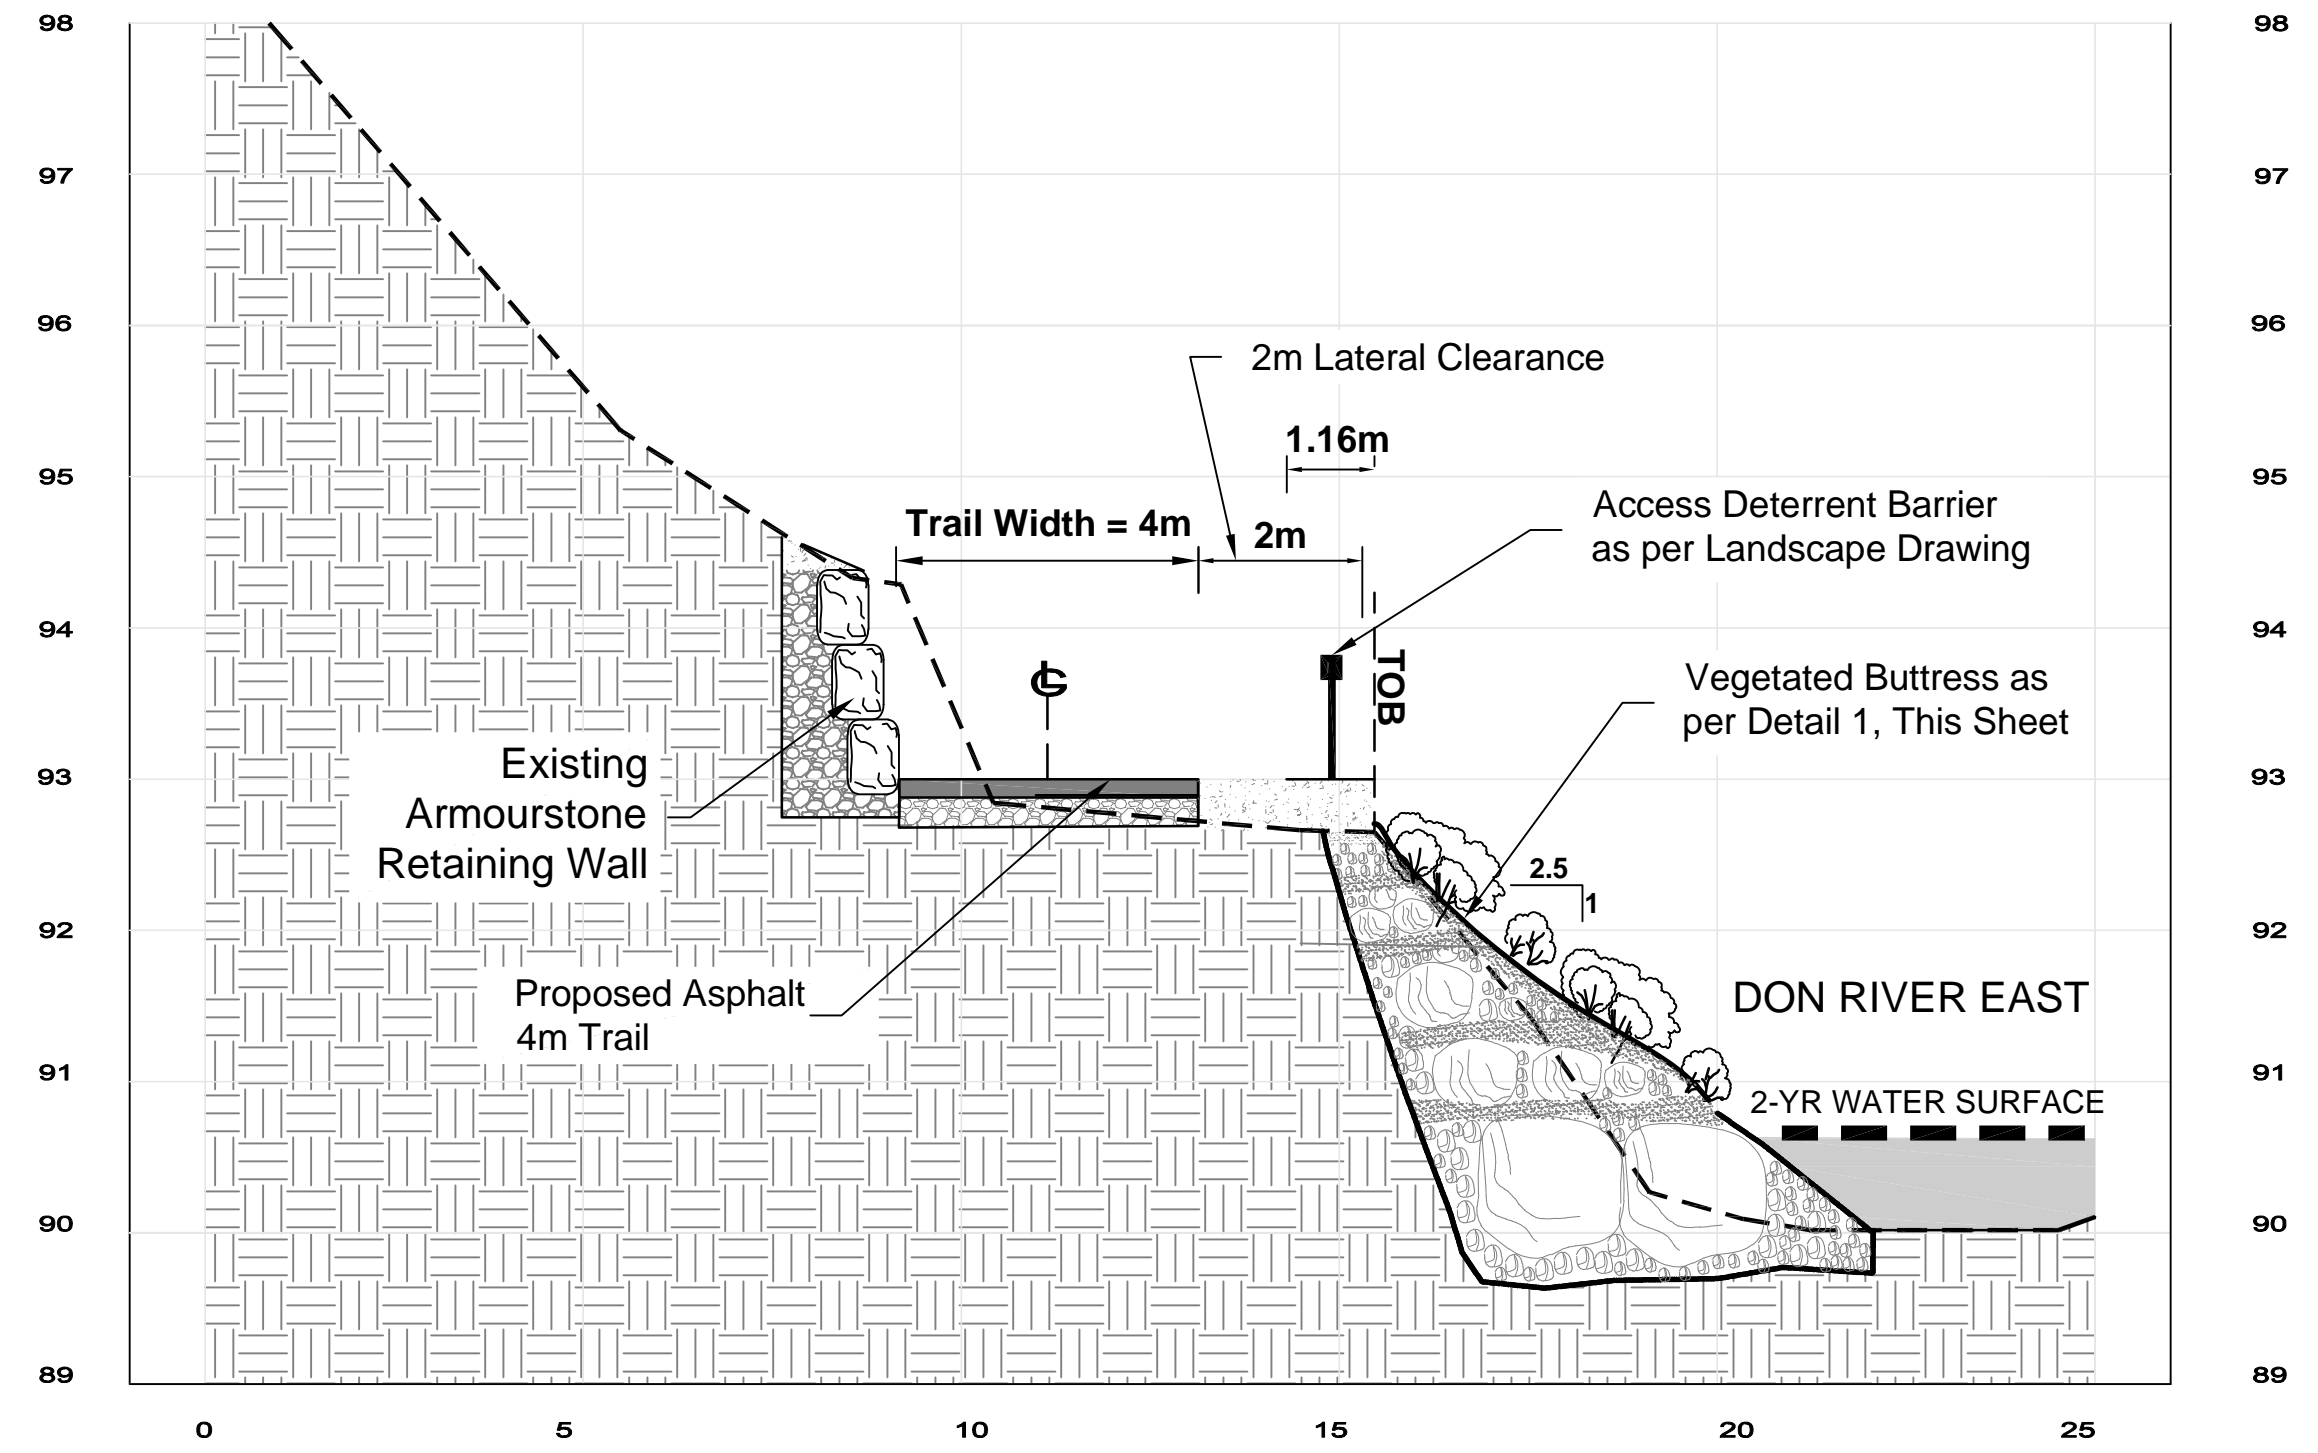 98
98
97
97
96
96
2m Lateral Clearance
1.16m
95
95
Access Deterrent Barrier
as per Landscape Drawing
Trail Width = 4m
2m
94
94
TOB
Vegetated Buttress as
per Detail 1, This Sheet
Existing
Armourstone
Retaining Wall
93
93
2.5
1
92
92
Proposed Asphalt
4m Trail
DON RIVER EAST
91
91
2-YR WATER SURFACE
90
90
89
89
0
5
10
15
20
25